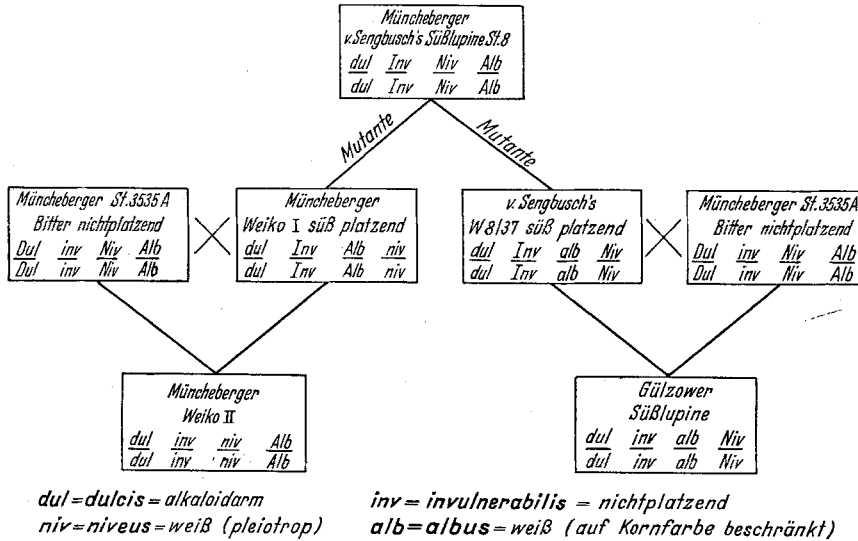 Müncheberger
v.Sengbusch's Süßlupine St.8
dul Inv Niv Alb
dul Inv Niv Alb
Mutante
Mutante
Müncheberger St.3535A
Bitter nichtplatzend
Dul inv Niv Alb
Dul inv Niv Alb
Müncheberger
Weiko I süß platzend
dul Inv Alb niv
dul Inv Alb niv
v. Sengbusch's
W8/37 süß platzend
dul Inv alb Niv
dul Inv alb Niv
Müncheberger St.3535A
Bitter nichtplatzend
Dul inv Niv Alb
Dul inv Niv Alb
Müncheberger
Weiko II
dul inv niv Alb
dul inv niv Alb
Gülzower
Süßlupine
dul inv alb Niv
dul inv alb Niv
dul=dulcis=alkaloidarm
inv=invulnerabilis=nichtplatzend
niv=niveus=weiß (pleiotrop)
alb=albus=weiß (auf Kornfarbe beschränkt)